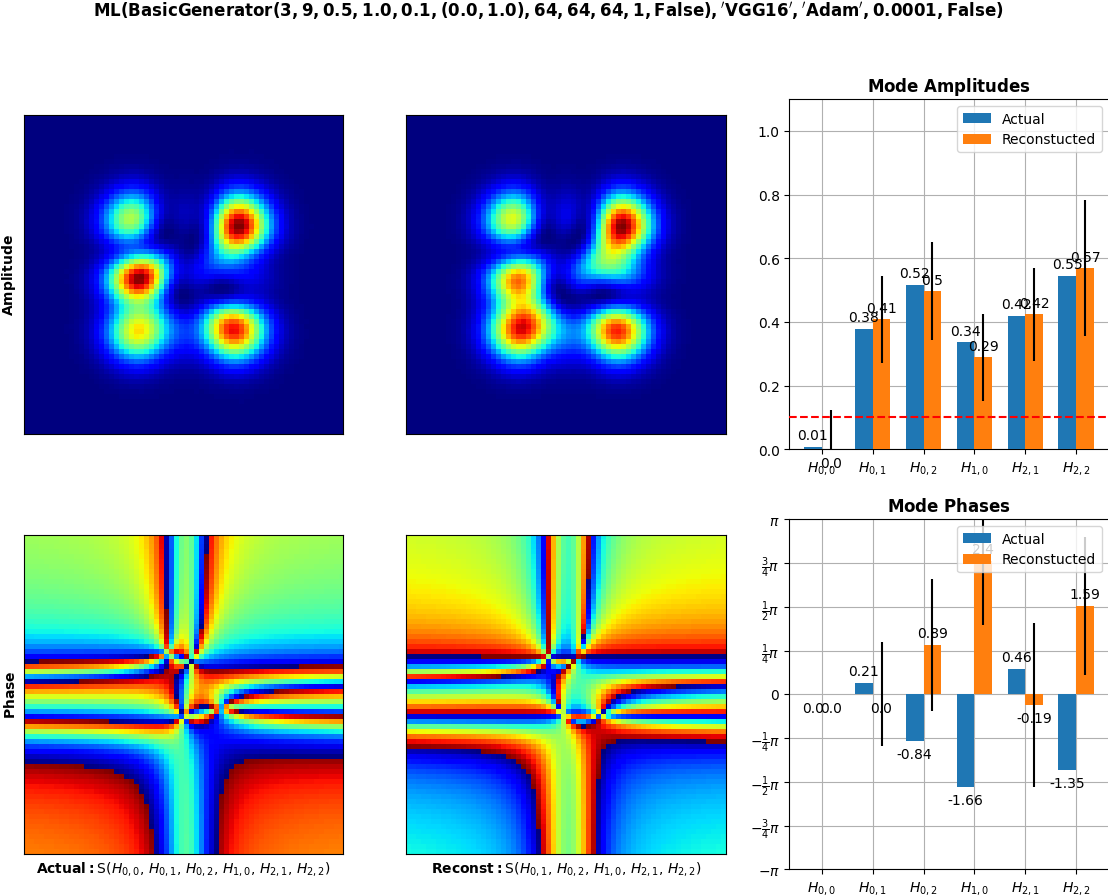 ML(BasicGenerator(3, 9, 0.5, 1.0, 0.1, (0.0, 1.0), 64, 64, 64, 1, False), ′VGG16′, ′Adam′, 0.0001, False)
Mode Amplitudes
Amplitude
1.0
0.8
0.6
0.4
0.2
0.0
Actual
Reconstucted
0.01
0.0
0.38
0.41
0.52
0.5
0.34
0.29
0.42
0.42
0.55
0.57
H0,0
H0,1
H0,2
H1,0
H2,1
H2,2
Mode Phases
Phase
π
3/4π
1/2π
1/4π
0
−1/4π
−1/2π
−3/4π
−π
Actual
Reconstucted
0.0
0.0
0.21
0.0
-0.84
0.89
-1.66
2.4
0.46
-0.19
-1.35
1.59
H0,0
H0,1
H0,2
H1,0
H2,1
H2,2
Actual: S(H0,0, H0,1, H0,2, H1,0, H2,1, H2,2)
Reconst: S(H0,1, H0,2, H1,0, H2,1, H2,2)